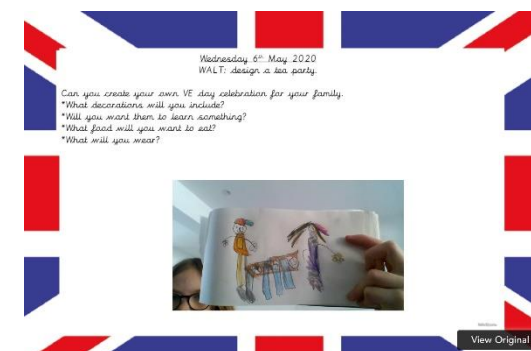 Wednesday 6th May 2020
WALT: design a tea party.
Can you create your own VE day celebration for your family.
*What decorations will you include?
*Will you want them to learn something?
*What food will you want to eat?
*What will you wear?
View Original